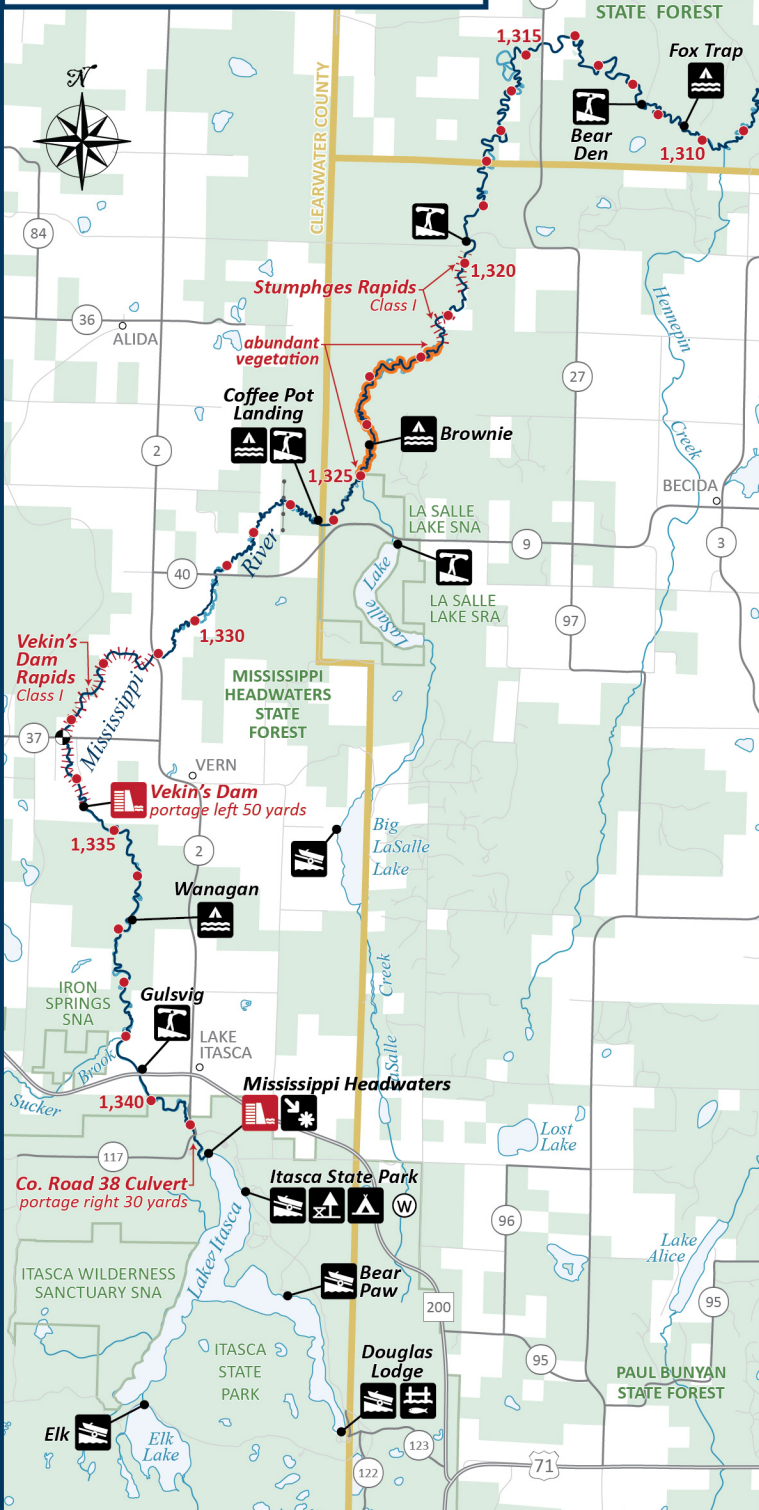 STATE FOREST
1,315
Fox Trap
N
Bear
Den
1,310
CLEARWATER COUNTY
84
1,320
Stumphges Rapids
Class I
Hennepin
Creek
36
ALIDA
abundant
vegetation
27
Coffee Pot
Landing
2
Brownie
1,325
BECIDA
LA SALLE
LAKE SNA
River
9
3
40
Lake
LaSalle
LA SALLE
LAKE SRA
97
1,330
Vekin's
Dam
Rapids
Class I
MISSISSIPPI
HEADWATERS
STATE
FOREST
Mississippi
37
VERN
Vekin's Dam
portage left 50 yards
1,335
Big
LaSalle
Lake
2
Wanagan
IRON
SPRINGS
SNA
Gulsvig
Creek
LaSalle
LAKE
ITASCA
Brook
Sucker
1,340
Mississippi Headwaters
Lost
Lake
117
Co. Road 38 Culvert
portage right 30 yards
Itasca State Park
W
96
Lake Itasca
Lake
Alice
ITASCA WILDERNESS
SANCTUARY SNA
Bear
Paw
200
95
ITASCA
STATE
PARK
Douglas
Lodge
95
PAUL BUNYAN
STATE FOREST
Elk
Elk
Lake
123
122
71